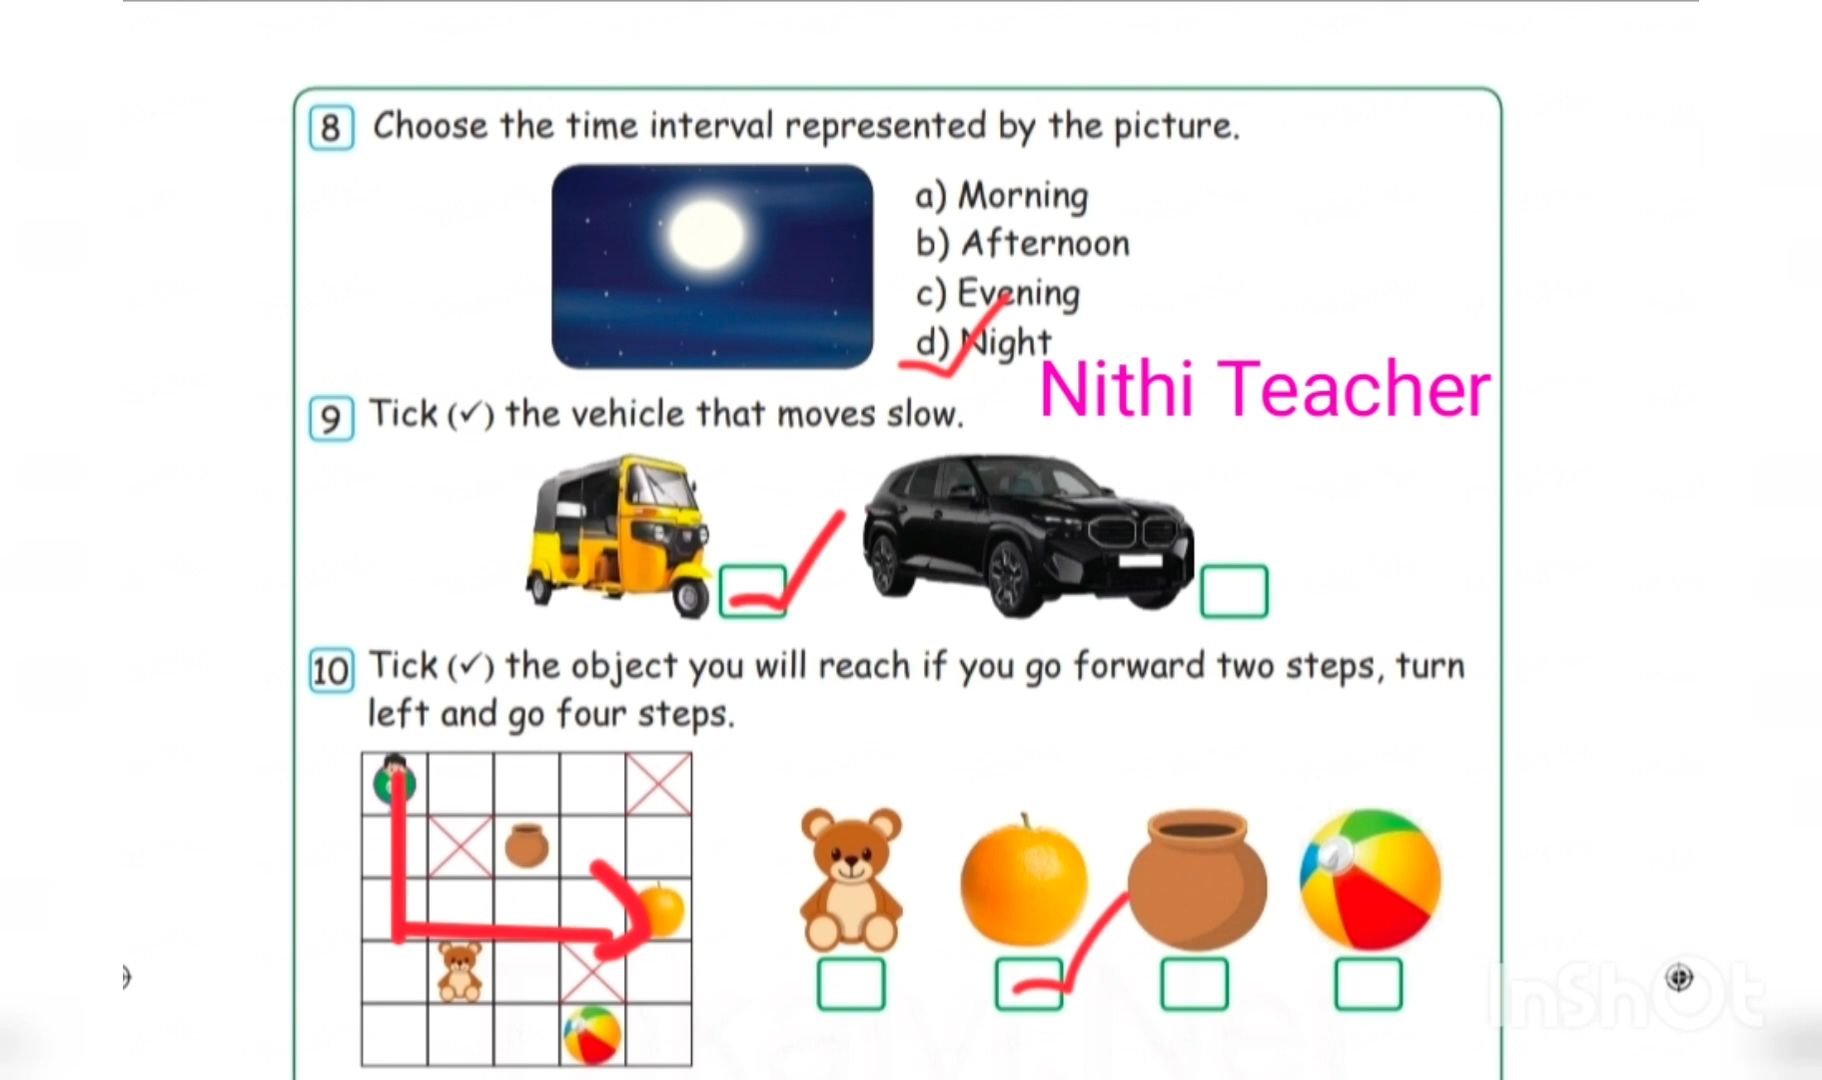 8 Choose the time interval represented by the picture.
a) Morning
b) Afternoon
c) Evening
d) Night
Nithi Teacher
9 Tick (✓) the vehicle that moves slow.
10 Tick (✓) the object you will reach if you go forward two steps, turn
left and go four steps.
InShOt